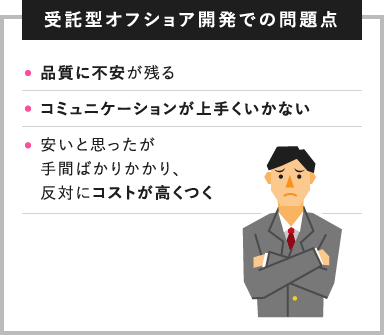 受託型オフショア開発での問題点
品質に不安が残る
コミュニケーションが上手くいかない
安いと思ったが
手間ばかりかかり、
反対にコストが高くつく